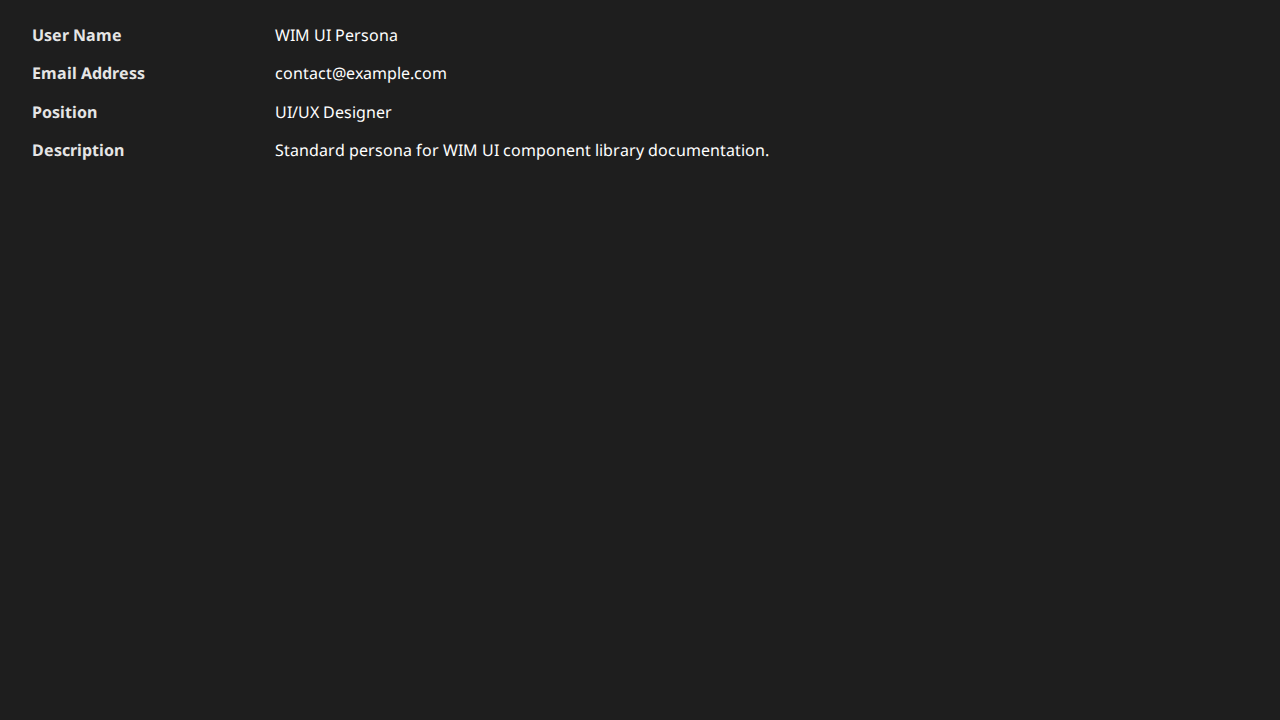 User Name WIM UI Persona
Email Address contact@example.com
Position UI/UX Designer
Description Standard persona for WIM UI component library documentation.